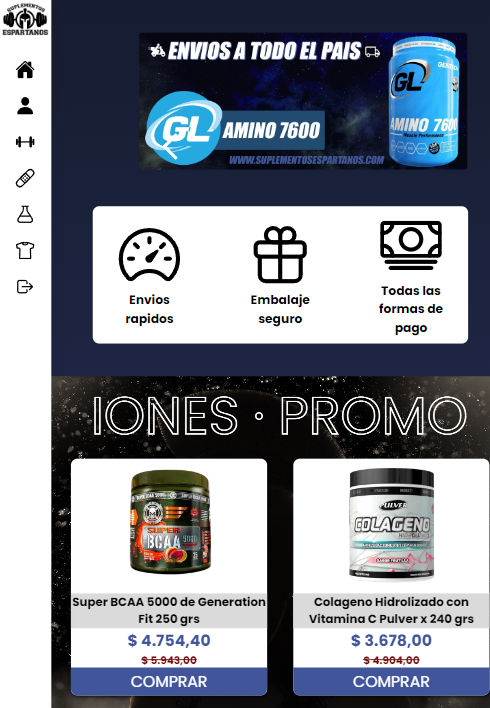 SUPLEMENTOS
ESPARTANOS
ENVIOS A TODO EL PAIS
GL
AMINO 7600
WWW.SUPLEMENTOSESPARTANOS.COM
GL
AMINO 7600
Envios
rapidos
Embalaje
seguro
Todas las
formas de
pago
IONES · PROMO
SUPER
BCAA 5000
PULVER
COLAGENO
Super BCAA 5000 de Generation
Fit 250 grs
$ 4.754,40
$ 5.943,00
COMPRAR
Colageno Hidrolizado con
Vitamina C Pulver x 240 grs
$ 3.678,00
$ 4.904,00
COMPRAR